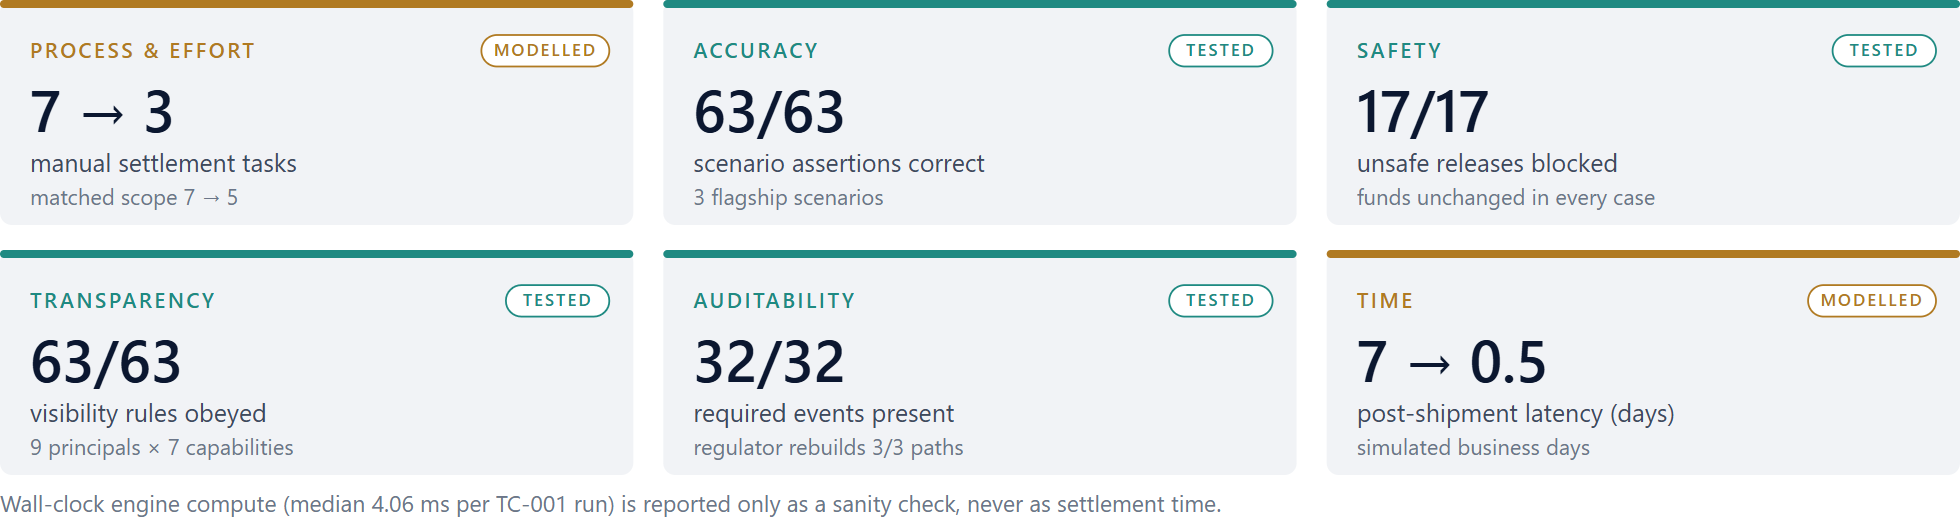 PROCESS & EFFORT
MODELLED
7 → 3
manual settlement tasks
matched scope 7 → 5
ACCURACY
TESTED
63/63
scenario assertions correct
3 flagship scenarios
SAFETY
TESTED
17/17
unsafe releases blocked
funds unchanged in every case
TRANSPARENCY
TESTED
63/63
visibility rules obeyed
9 principals × 7 capabilities
AUDITABILITY
TESTED
32/32
required events present
regulator rebuilds 3/3 paths
TIME
MODELLED
7 → 0.5
post-shipment latency (days)
simulated business days
Wall-clock engine compute (median 4.06 ms per TC-001 run) is reported only as a sanity check, never as settlement time.